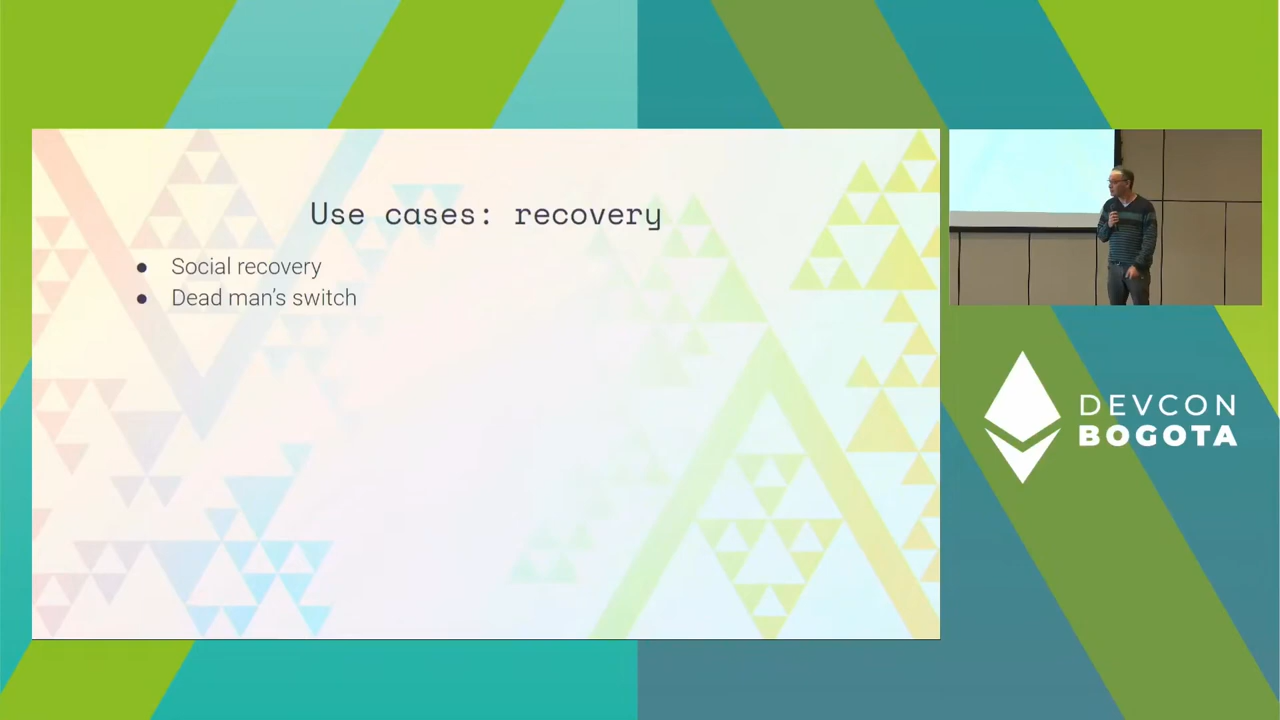 Use cases: recovery
● Social recovery
● Dead man's switch
DEVCON
BOGOTA